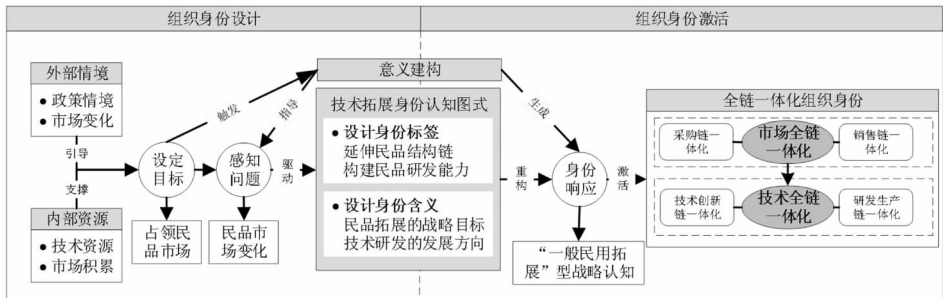 组织身份设计
组织身份激活
外部情境
● 政策情境
● 市场变化
引导
支撑
内部资源
● 技术资源
● 市场积累
设定
目标
占领民
品市场
感知
问题
民品市
场变化
触发
指导
驱动
意义建构
技术拓展身份认知图式
● 设计身份标签
延伸民品结构链
构建民品研发能力
● 设计身份含义
民品拓展的战略目标
技术研发的发展方向
生成
重构
身份
响应
激活
“一般民用拓
展”型战略认知
全链一体化组织身份
采购链一
体化
市场全链
一体化
销售链一
体化
技术创新
链一体化
技术全链
一体化
研发生产
链一体化